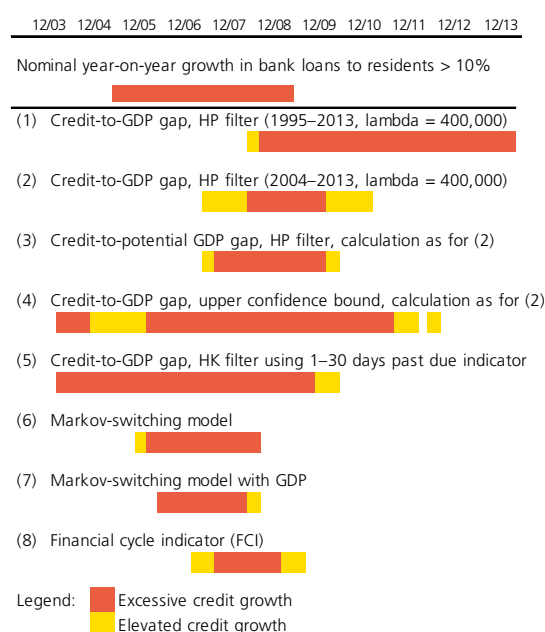 12/03 12/04 12/05 12/06 12/07 12/08 12/09 12/10 12/11 12/12 12/13
Nominal year-on-year growth in bank loans to residents > 10%
(1) Credit-to-GDP gap, HP filter (1995–2013, lambda = 400,000)
(2) Credit-to-GDP gap, HP filter (2004–2013, lambda = 400,000)
(3) Credit-to-potential GDP gap, HP filter, calculation as for (2)
(4) Credit-to-GDP gap, upper confidence bound, calculation as for (2)
(5) Credit-to-GDP gap, HK filter using 1–30 days past due indicator
(6) Markov-switching model
(7) Markov-switching model with GDP
(8) Financial cycle indicator (FCI)
Legend: Excessive credit growth
Elevated credit growth